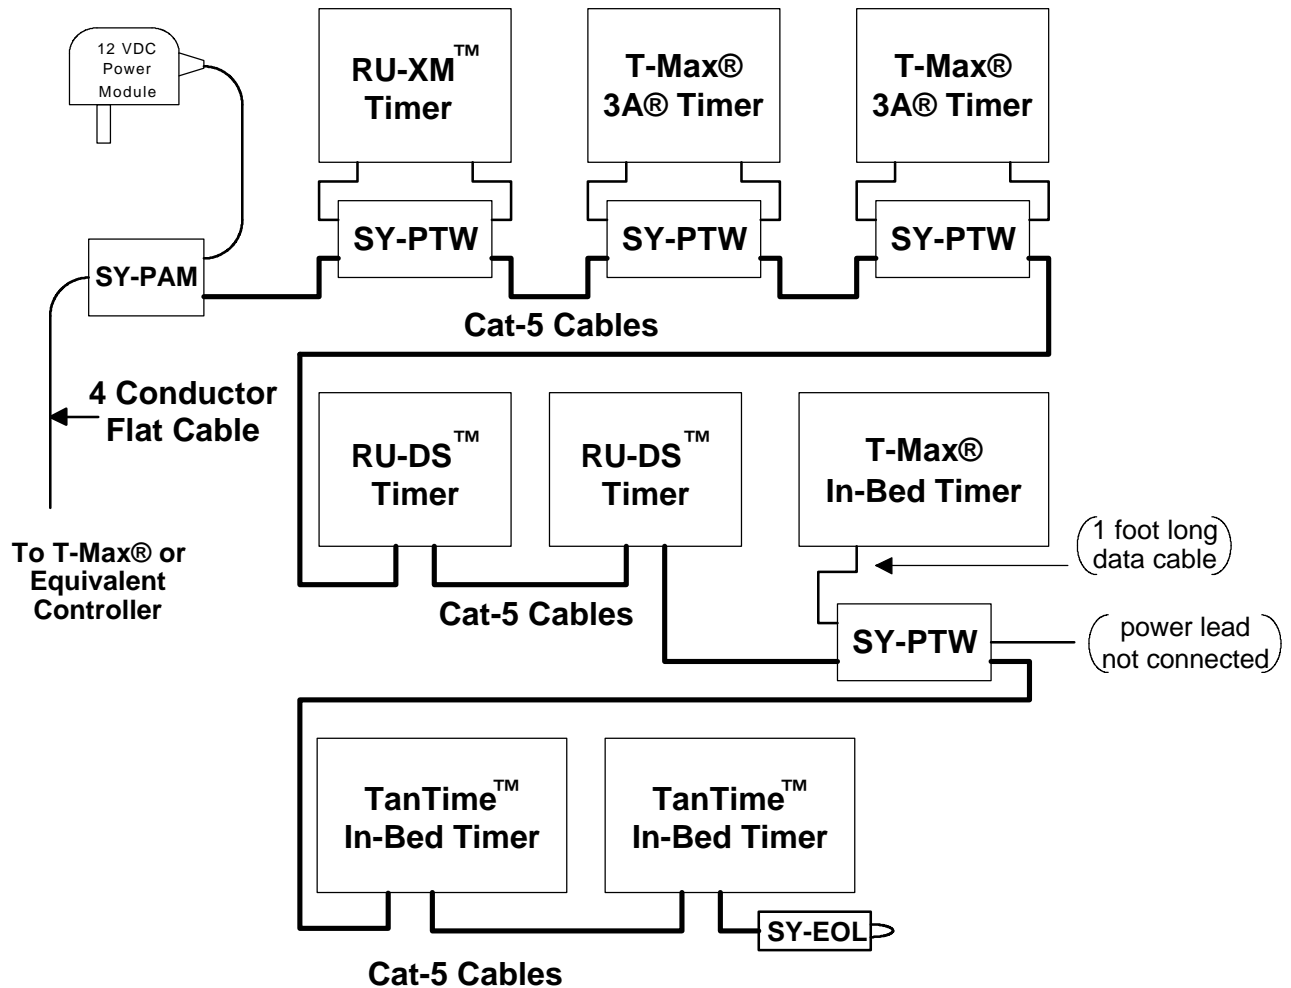 12 VDC
Power
Module
RU-XM™
Timer
T-Max®
3A® Timer
T-Max®
3A® Timer
SY-PTW
SY-PTW
SY-PTW
SY-PAM
Cat-5 Cables
4 Conductor
Flat Cable
To T-Max® or
Equivalent
Controller
RU-DS™
Timer
RU-DS™
Timer
T-Max®
In-Bed Timer
(1 foot long
data cable)
Cat-5 Cables
SY-PTW
(power lead
not connected)
TanTime™
In-Bed Timer
TanTime™
In-Bed Timer
SY-EOL
Cat-5 Cables